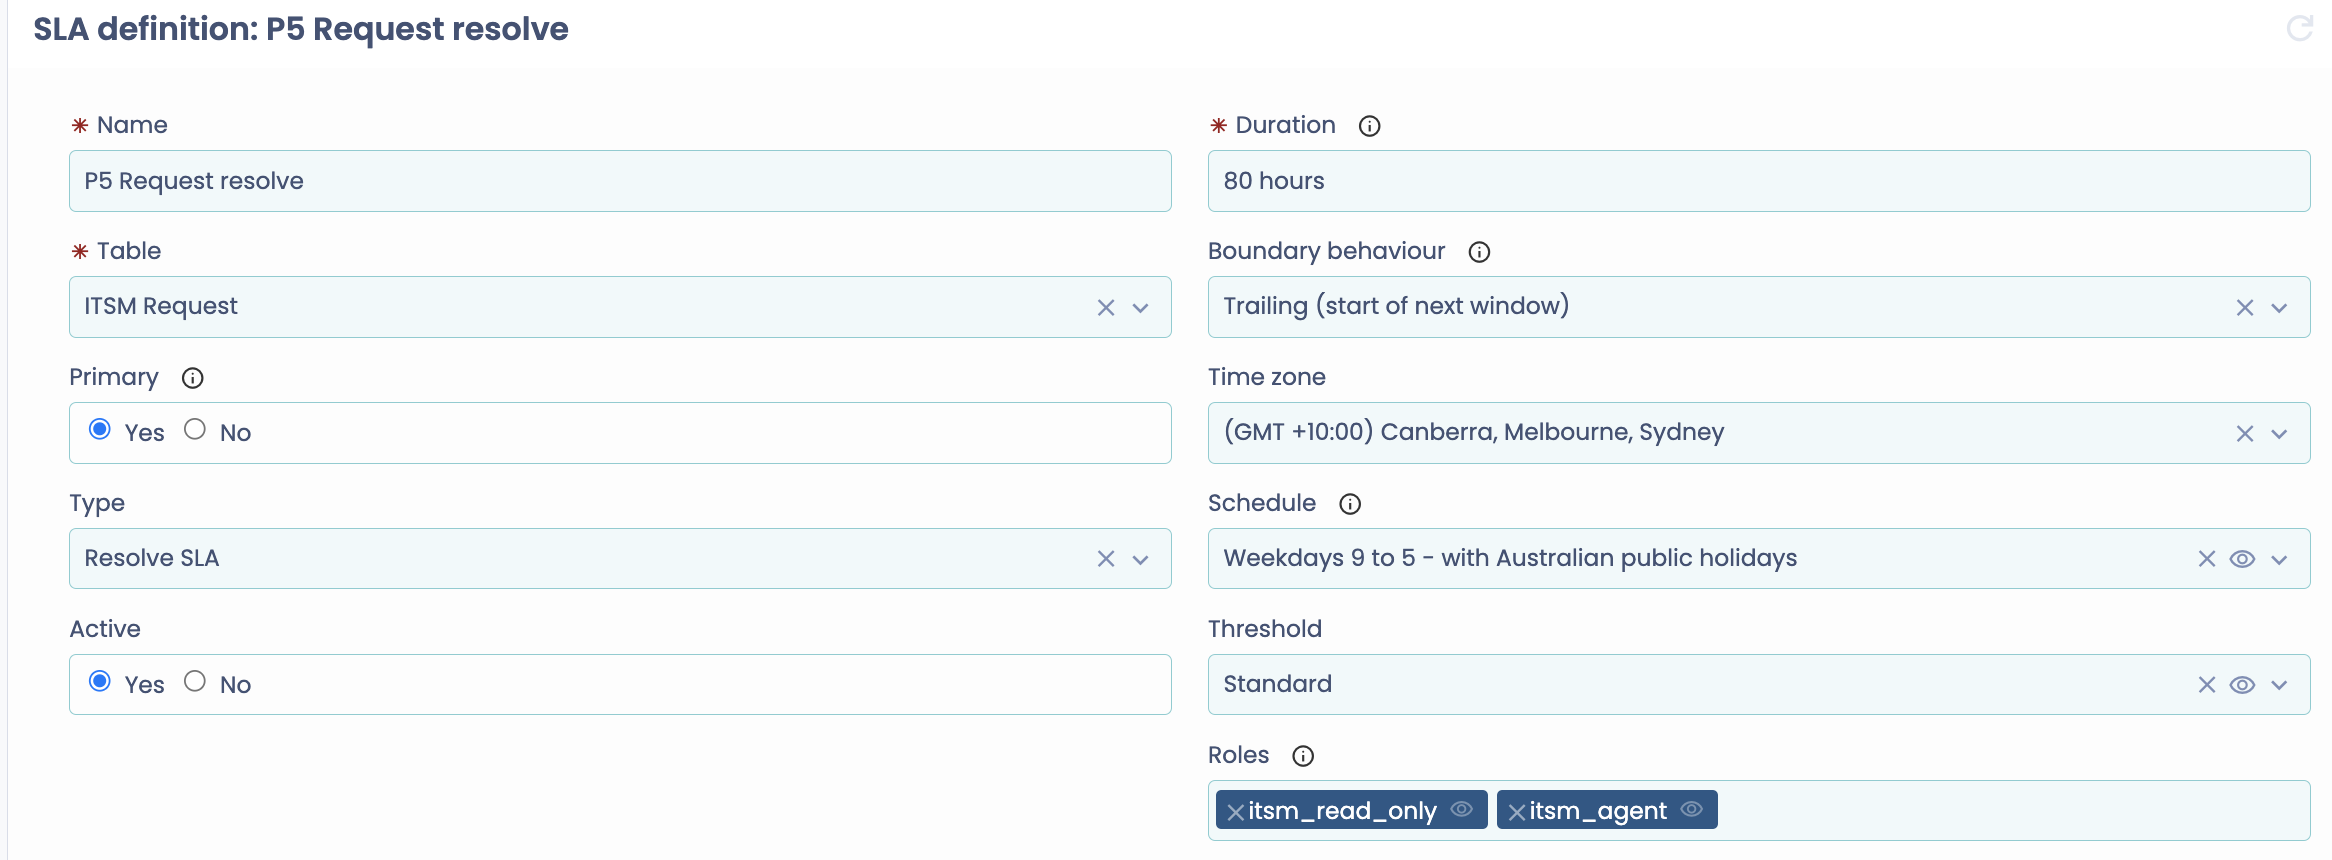 SLA definition: P5 Request resolve
* Name
P5 Request resolve
* Table
ITSM Request
Primary
Yes No
Type
Resolve SLA
Active
Yes No
* Duration
80 hours
Boundary behaviour
Trailing (start of next window)
Time zone
(GMT +10:00) Canberra, Melbourne, Sydney
Schedule
Weekdays 9 to 5 - with Australian public holidays
Threshold
Standard
Roles
itsm_read_only itsm_agent